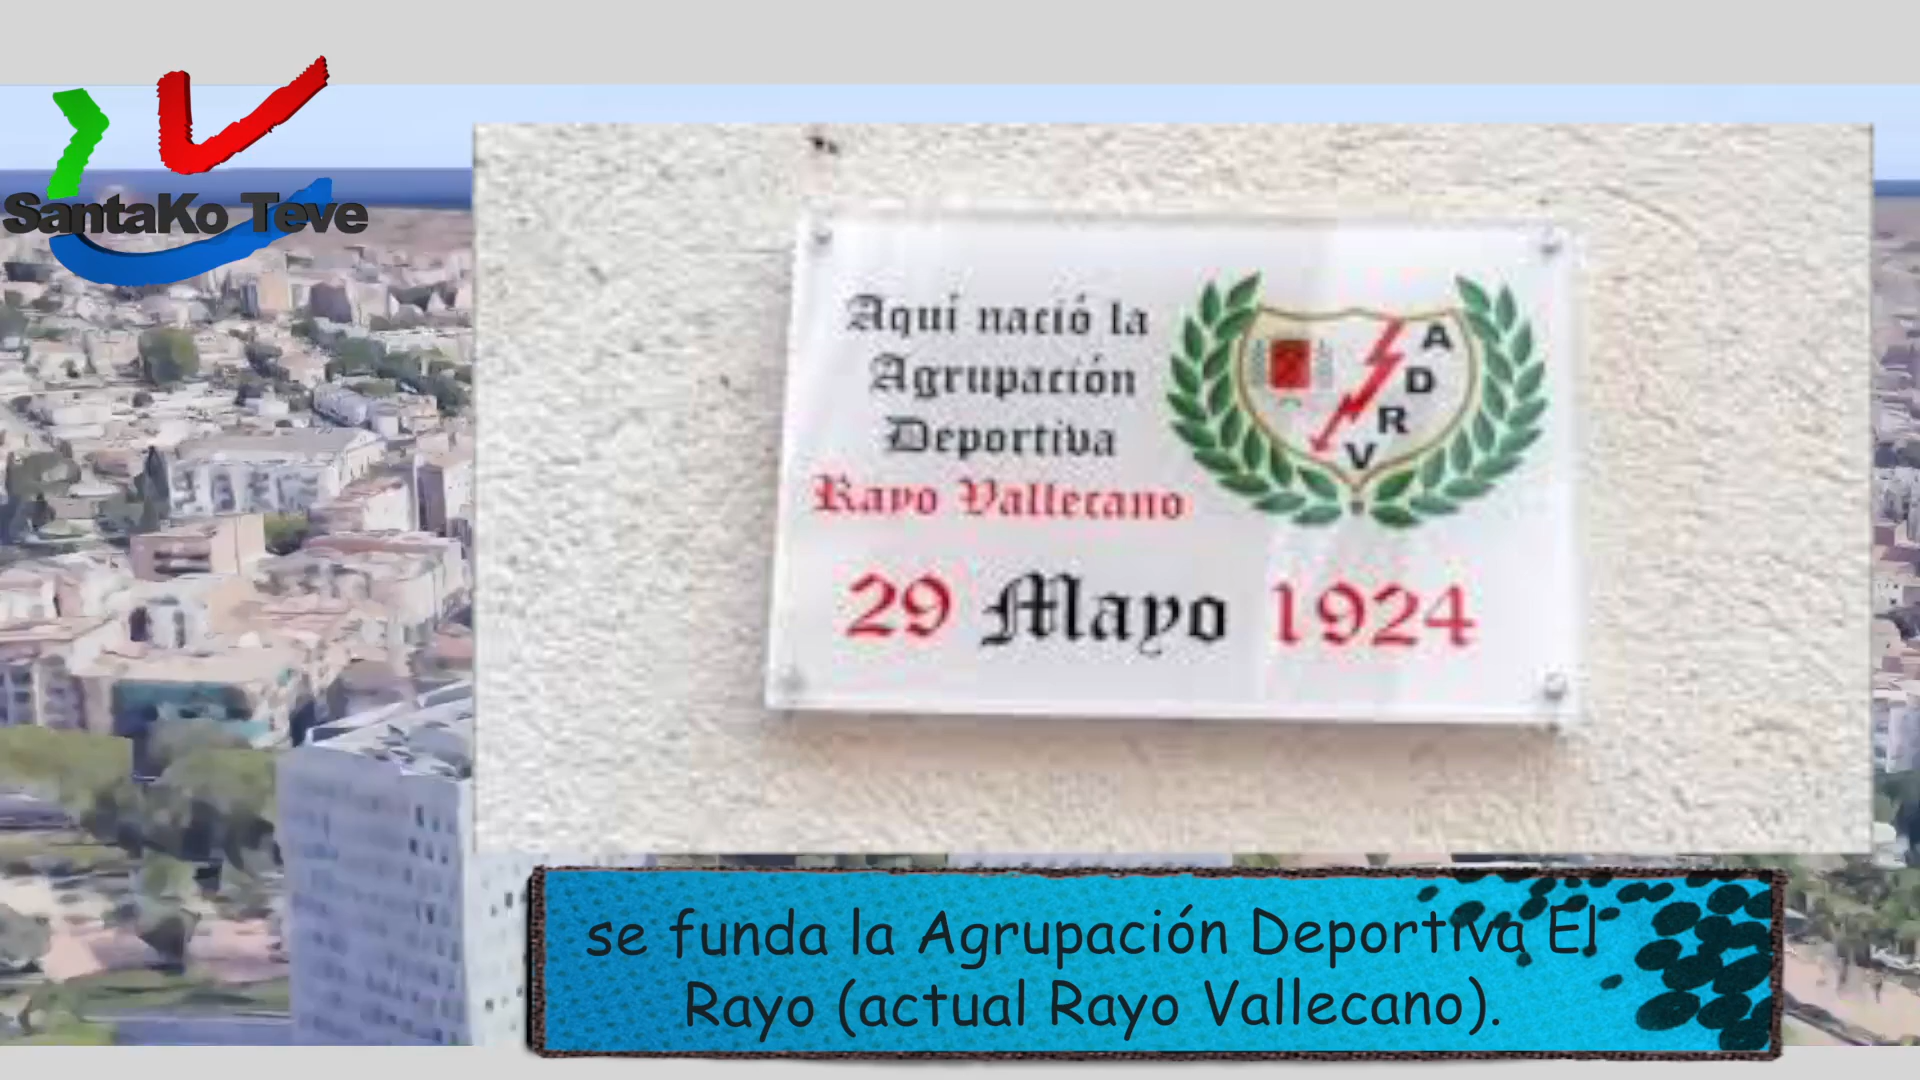 SantaKo Teve
Aquí nació la
Agrupación
Deportiva
Rayo Vallecano
29 Mayo 1924
A
D
R
V
se funda la Agrupación Deportiva El
Rayo (actual Rayo Vallecano).